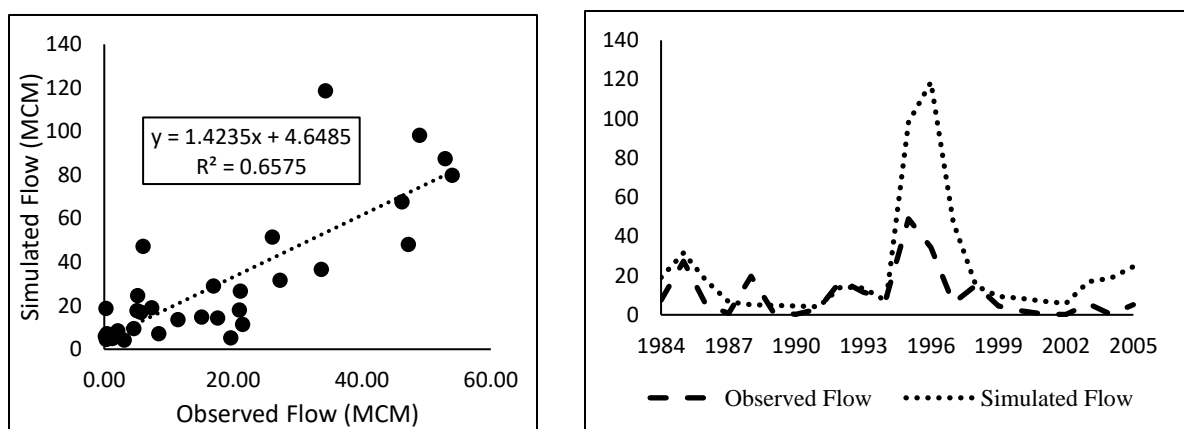 140
120
100
80
60
40
20
0
Simulated Flow (MCM)
y = 1.4235x + 4.6485
R² = 0.6575
0.00 20.00 40.00 60.00
Observed Flow (MCM)
140
120
100
80
60
40
20
0
1984 1987 1990 1993 1996 1999 2002 2005
Observed Flow Simulated Flow